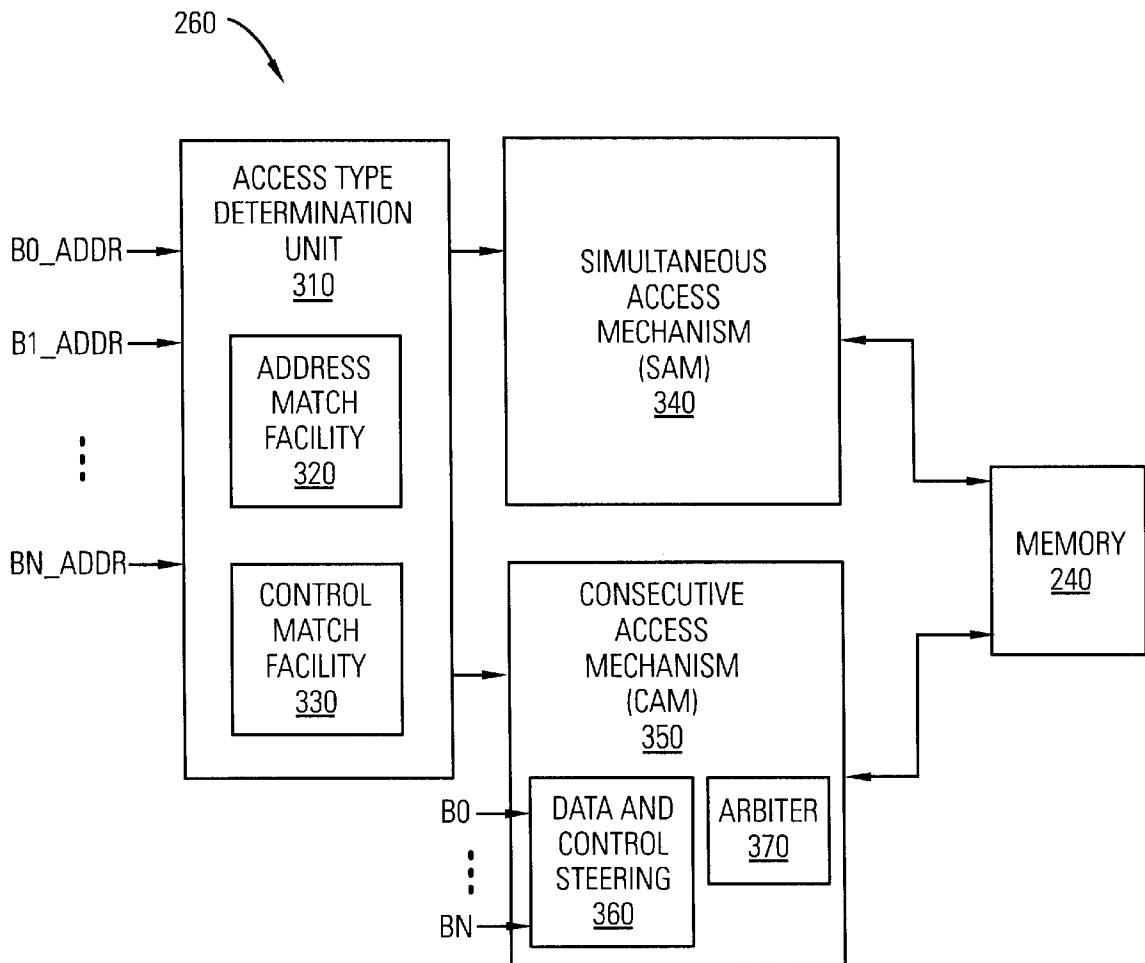 260
ACCESS TYPE
DETERMINATION
UNIT
310
B0_ADDR
B1_ADDR
BN_ADDR
ADDRESS
MATCH
FACILITY
320
CONTROL
MATCH
FACILITY
330
SIMULTANEOUS
ACCESS
MECHANISM
(SAM)
340
CONSECUTIVE
ACCESS
MECHANISM
(CAM)
350
B0
BN
DATA AND
CONTROL
STEERING
360
ARBITER
370
MEMORY
240